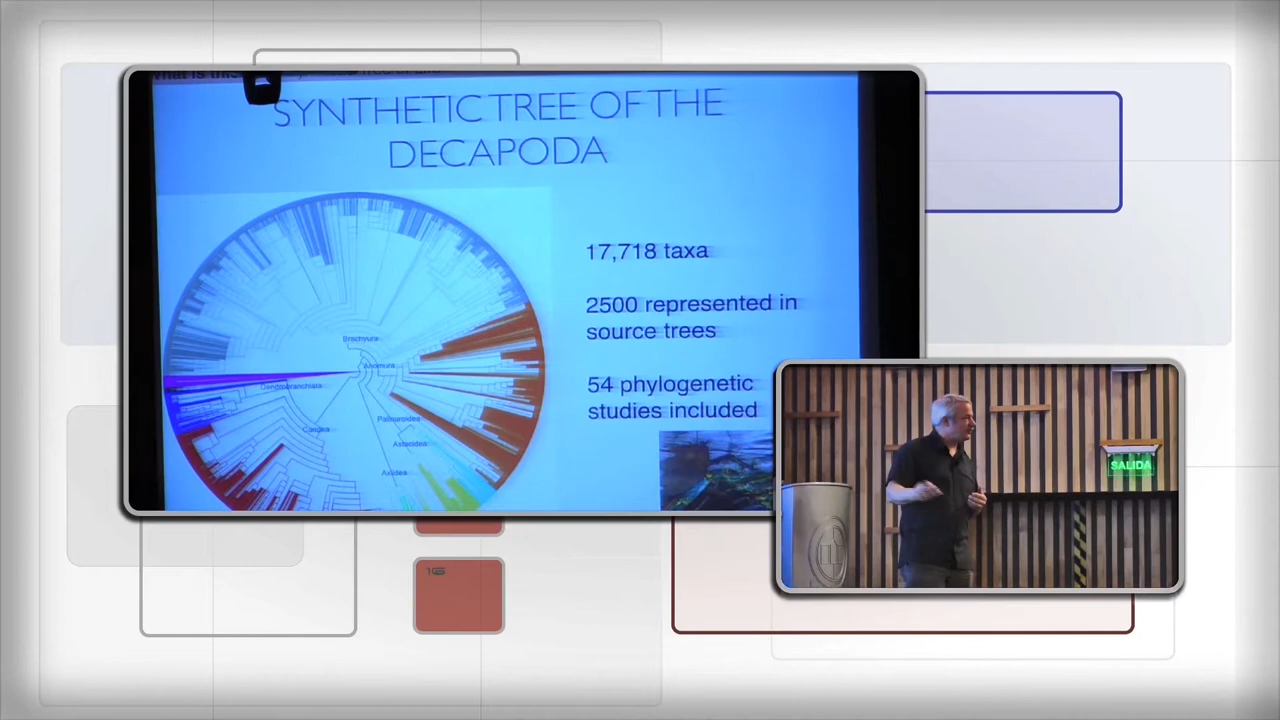 SYNTHETIC TREE OF THE
DECAPODA
17,718 taxa
2500 represented in
source trees
54 phylogenetic
studies included
Brachyura
Anomura
Dendrobranchiata
Caridea
Palinuroidea
Astacidea
Axiidea
SALIDA
16